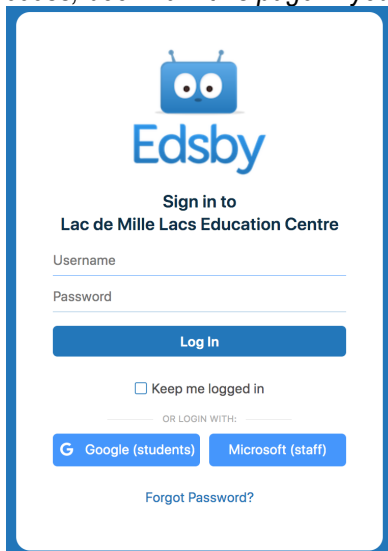 Edsby
Sign in to
Lac de Mille Lacs Education Centre
Username
Password
Log In
Keep me logged in
OR LOGIN WITH:
G Google (students)
Microsoft (staff)
Forgot Password?